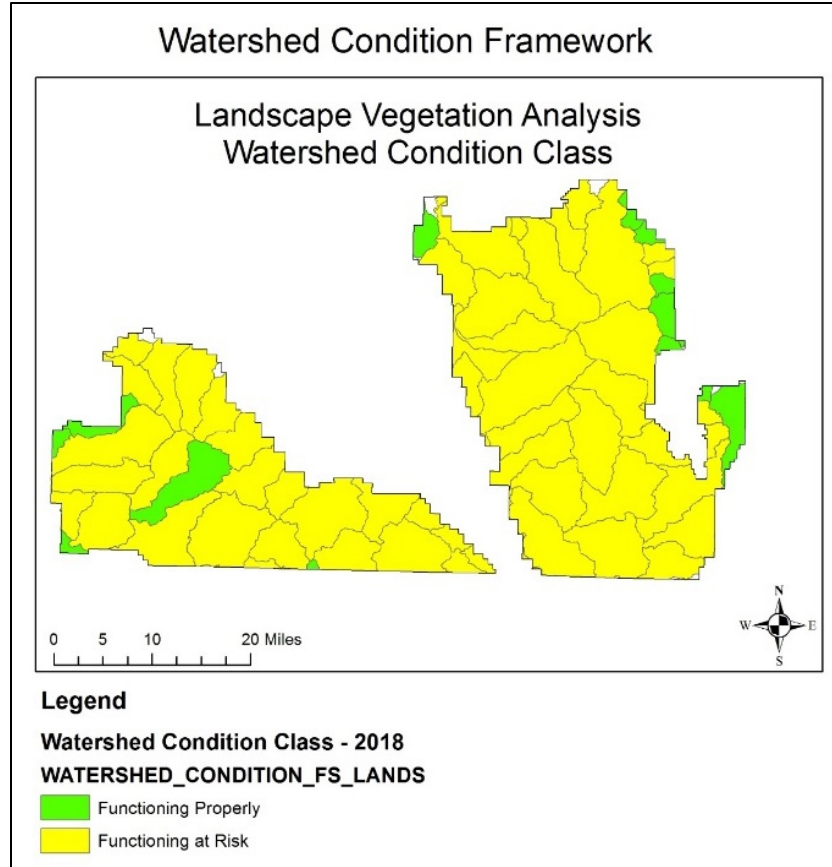 Watershed Condition Framework
Landscape Vegetation Analysis
Watershed Condition Class
N
W E
S
0 5 10 20 Miles
Legend
Watershed Condition Class - 2018
WATERSHED_CONDITION_FS_LANDS
Functioning Properly
Functioning at Risk